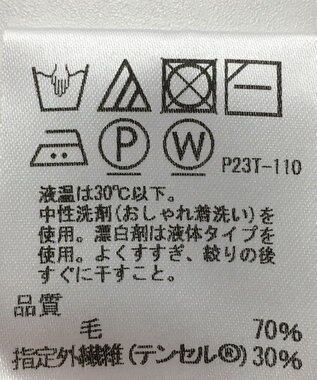 P W P23T-110
液温は30℃以下。
中性洗剤(おしゃれ着洗い)を
使用。漂白剤は液体タイプを
使用。よくすすぎ、絞りの後
すぐに干すこと。
品質
毛 70%
指定外繊維(テンセル®)30%